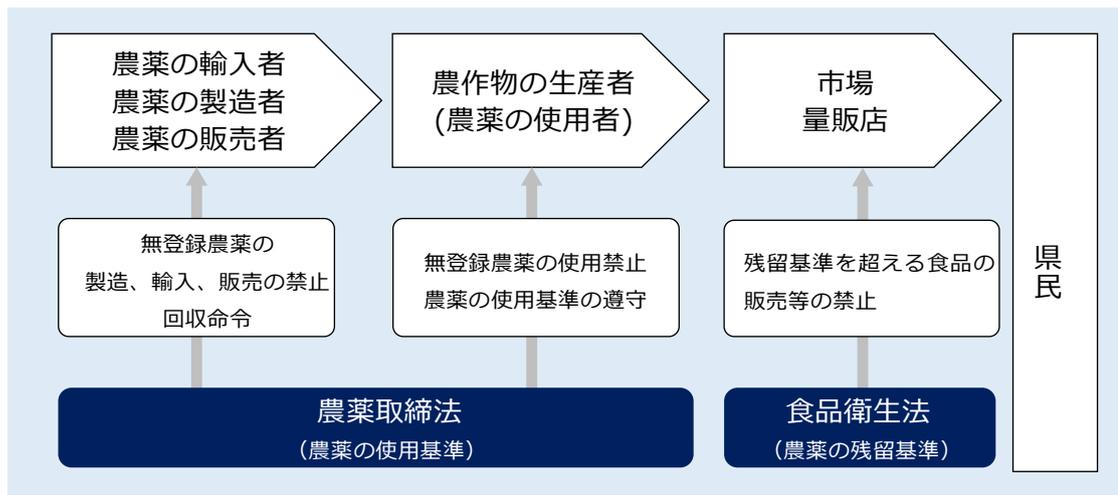 農薬の輸入者
農薬の製造者
農薬の販売者
農作物の生産者
(農薬の使用者)
市場
量販店
無登録農薬の
製造、輸入、販売の禁止
回収命令
無登録農薬の使用禁止
農薬の使用基準の遵守
残留基準を超える食品の
販売等の禁止
県民
農薬取締法
（農薬の使用基準）
食品衛生法
（農薬の残留基準）